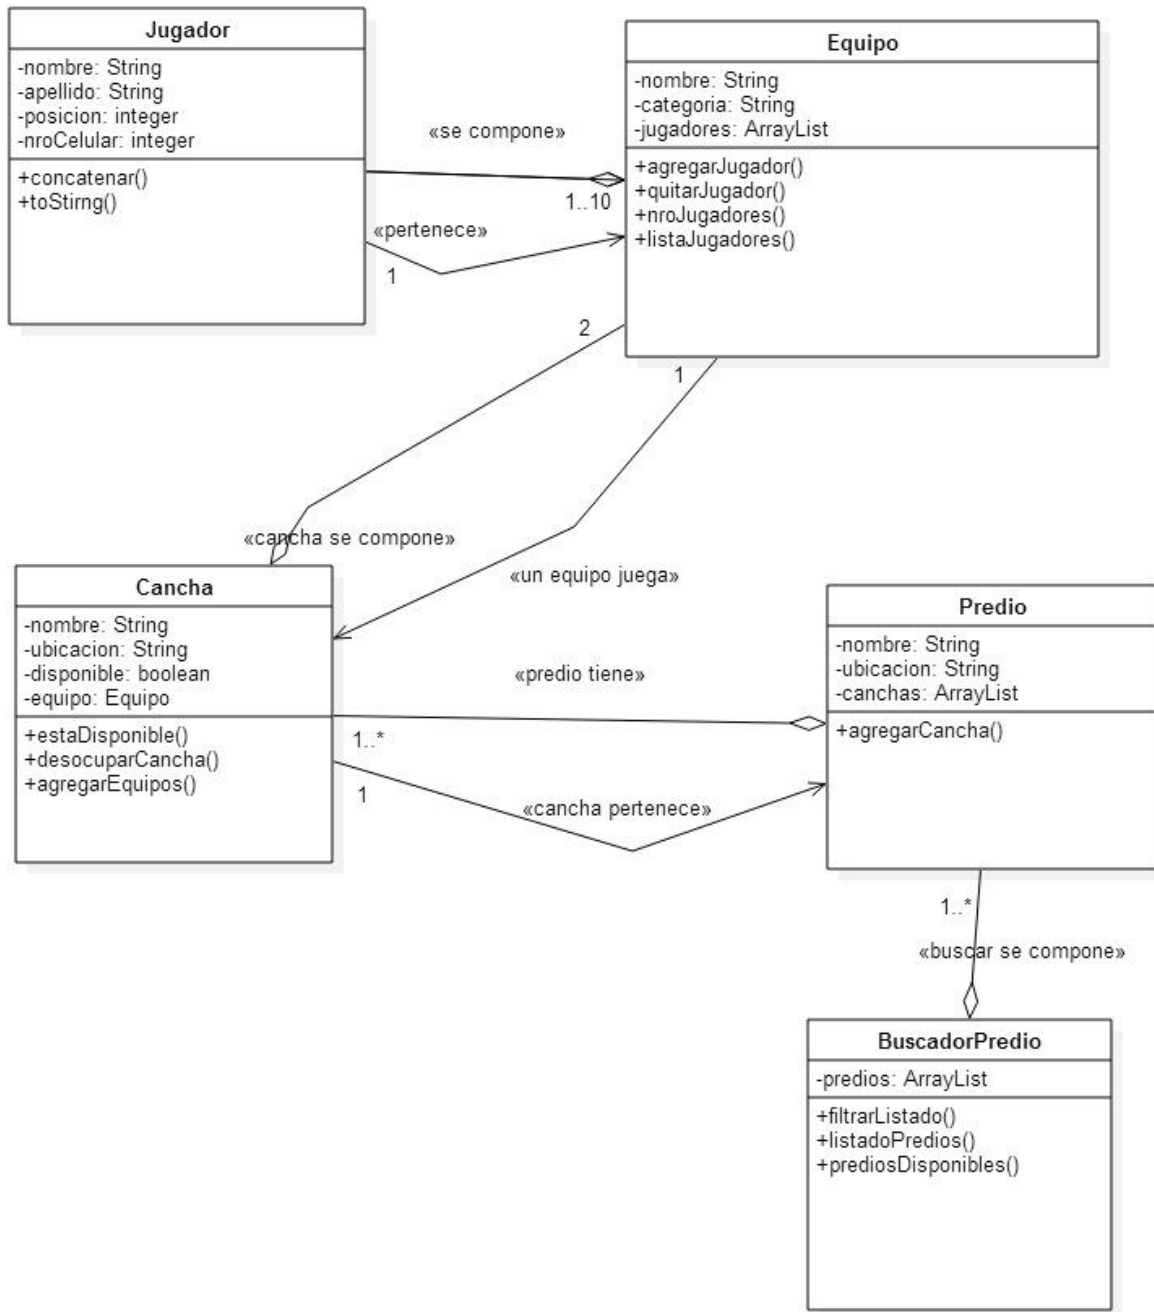 Jugador
-nombre: String
-apellido: String
-posicion: integer
-nroCelular: integer
+concatenar()
+toStirng()
«se compone»
1..10
«pertenece»
1
Equipo
-nombre: String
-categoria: String
-jugadores: ArrayList
+agregarJugador()
+quitarJugador()
+nroJugadores()
+listaJugadores()
2
1
«cancha se compone»
«un equipo juega»
Cancha
-nombre: String
-ubicacion: String
-disponible: boolean
-equipo: Equipo
+estaDisponible()
+desocuparCancha()
+agregarEquipos()
«predio tiene»
1..*
1
«cancha pertenece»
Predio
-nombre: String
-ubicacion: String
-canchas: ArrayList
+agregarCancha()
1..*
«buscar se compone»
BuscadorPredio
-predios: ArrayList
+filtrarListado()
+listadoPredios()
+prediosDisponibles()